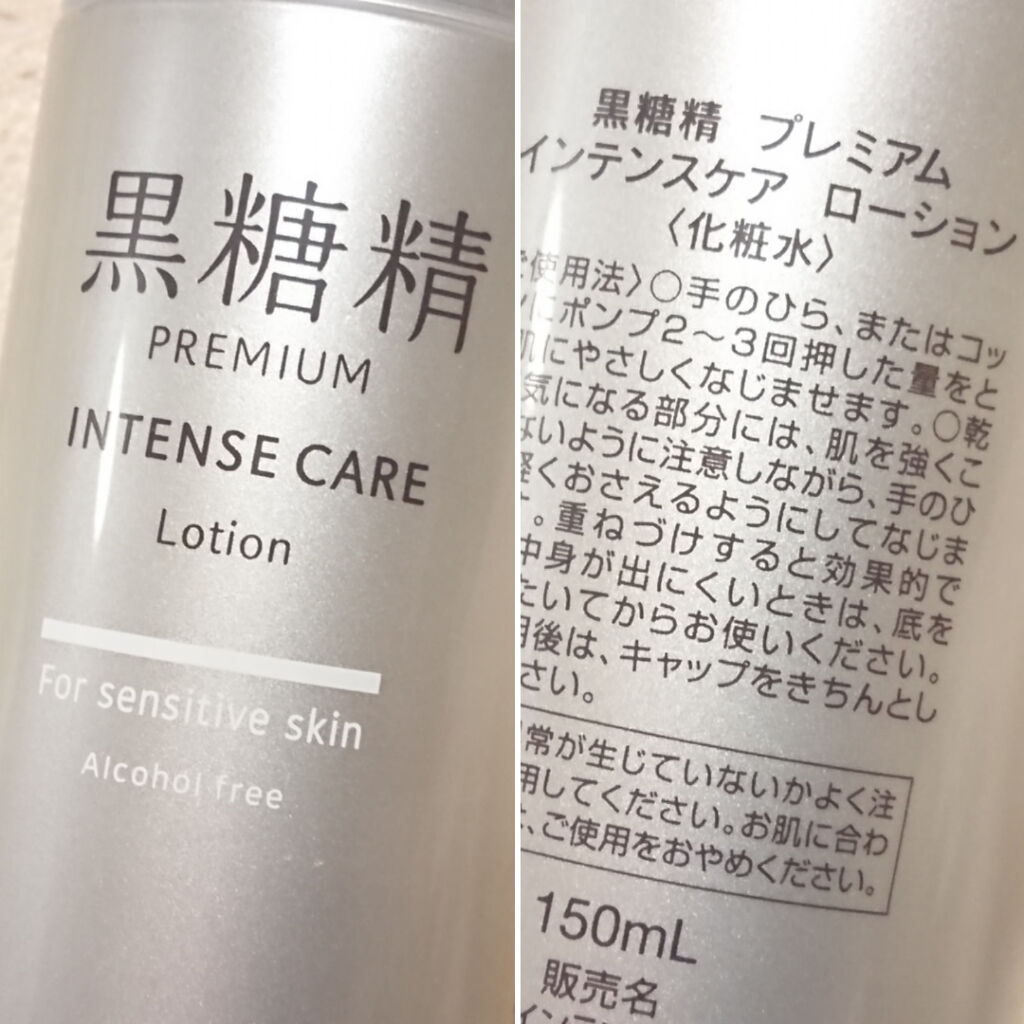 黒糖精
PREMIUM
INTENSE CARE
Lotion
For sensitive skin
Alcohol free
黒糖精 プレミアム
インテンスケア ローション
〈化粧水〉
使用法〉○手のひら、またはコッ
にポンプ2～3回押した量をと
肌にやさしくなじませます。○乾
気になる部分には、肌を強くこ
ないように注意しながら、手のひ
軽くおさえるようにしてなじま
。重ねづけすると効果的で
中身が出にくいときは、底を
たいてからお使いください。
用後は、キャップをきちんとし
さい。
常が生じていないかよく注
用してください。お肌に合わ
、ご使用をおやめください。
150mL
販売名